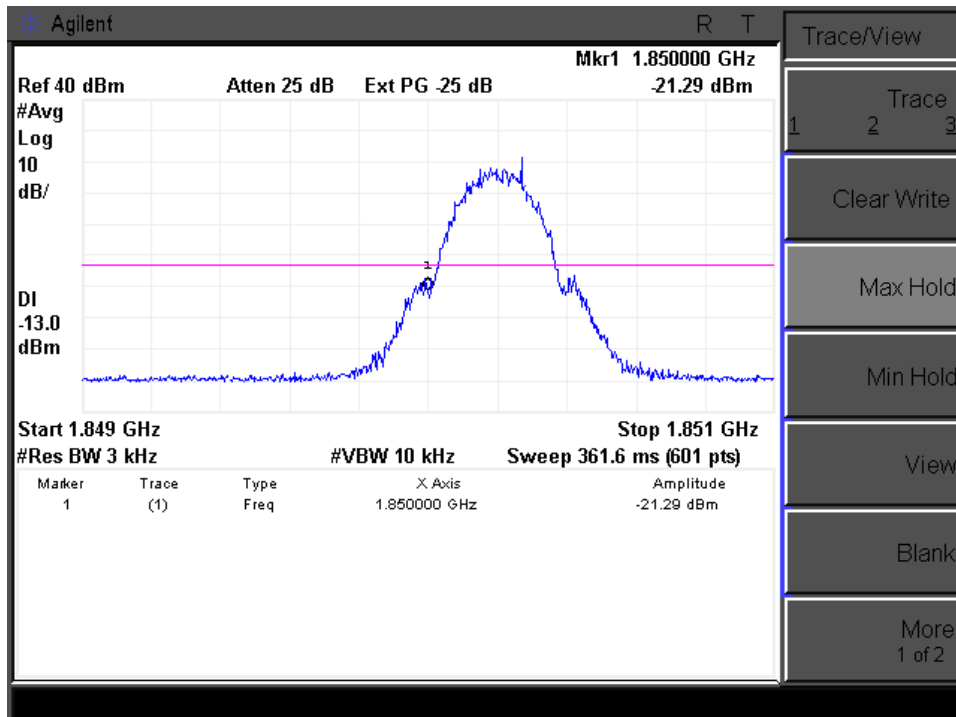 Agilent R T
Mkr1 1.850000 GHz
Ref 40 dBm Atten 25 dB Ext PG -25 dB -21.29 dBm
#Avg
Log
10
dB/
1
DI
-13.0
dBm
Start 1.849 GHz Stop 1.851 GHz
#Res BW 3 kHz #VBW 10 kHz Sweep 361.6 ms (601 pts)
Marker Trace Type X Axis Amplitude
1 (1) Freq 1.850000 GHz -21.29 dBm
Trace/View
Trace
1 2 3
Clear Write
Max Hold
Min Hold
View
Blank
More
1 of 2